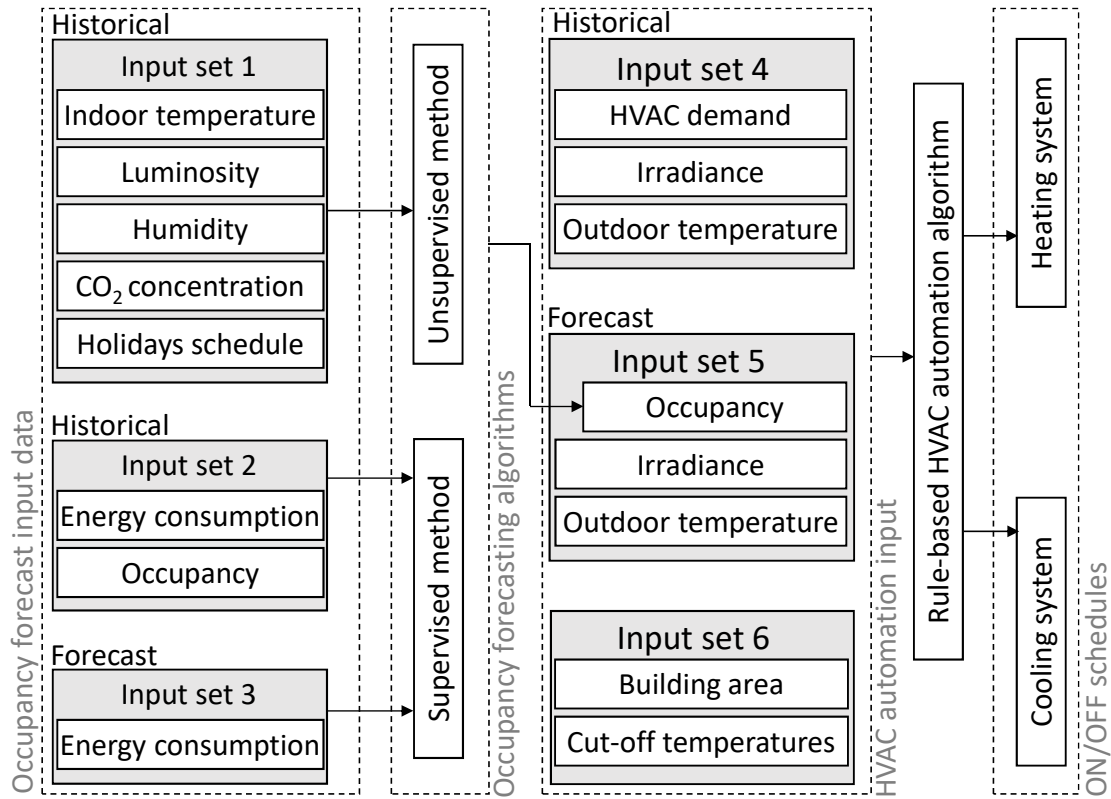 Historical
Input set 1
Indoor temperature
Luminosity
Humidity
CO₂ concentration
Holidays schedule
Historical
Input set 2
Energy consumption
Occupancy
Forecast
Input set 3
Energy consumption
Occupancy forecast input data
Unsupervised method
Supervised method
Occupancy forecasting algorithms
Historical
Input set 4
HVAC demand
Irradiance
Outdoor temperature
Forecast
Input set 5
Occupancy
Irradiance
Outdoor temperature
Input set 6
Building area
Cut-off temperatures
HVAC automation input
Rule-based HVAC automation algorithm
Heating system
Cooling system
ON/OFF schedules